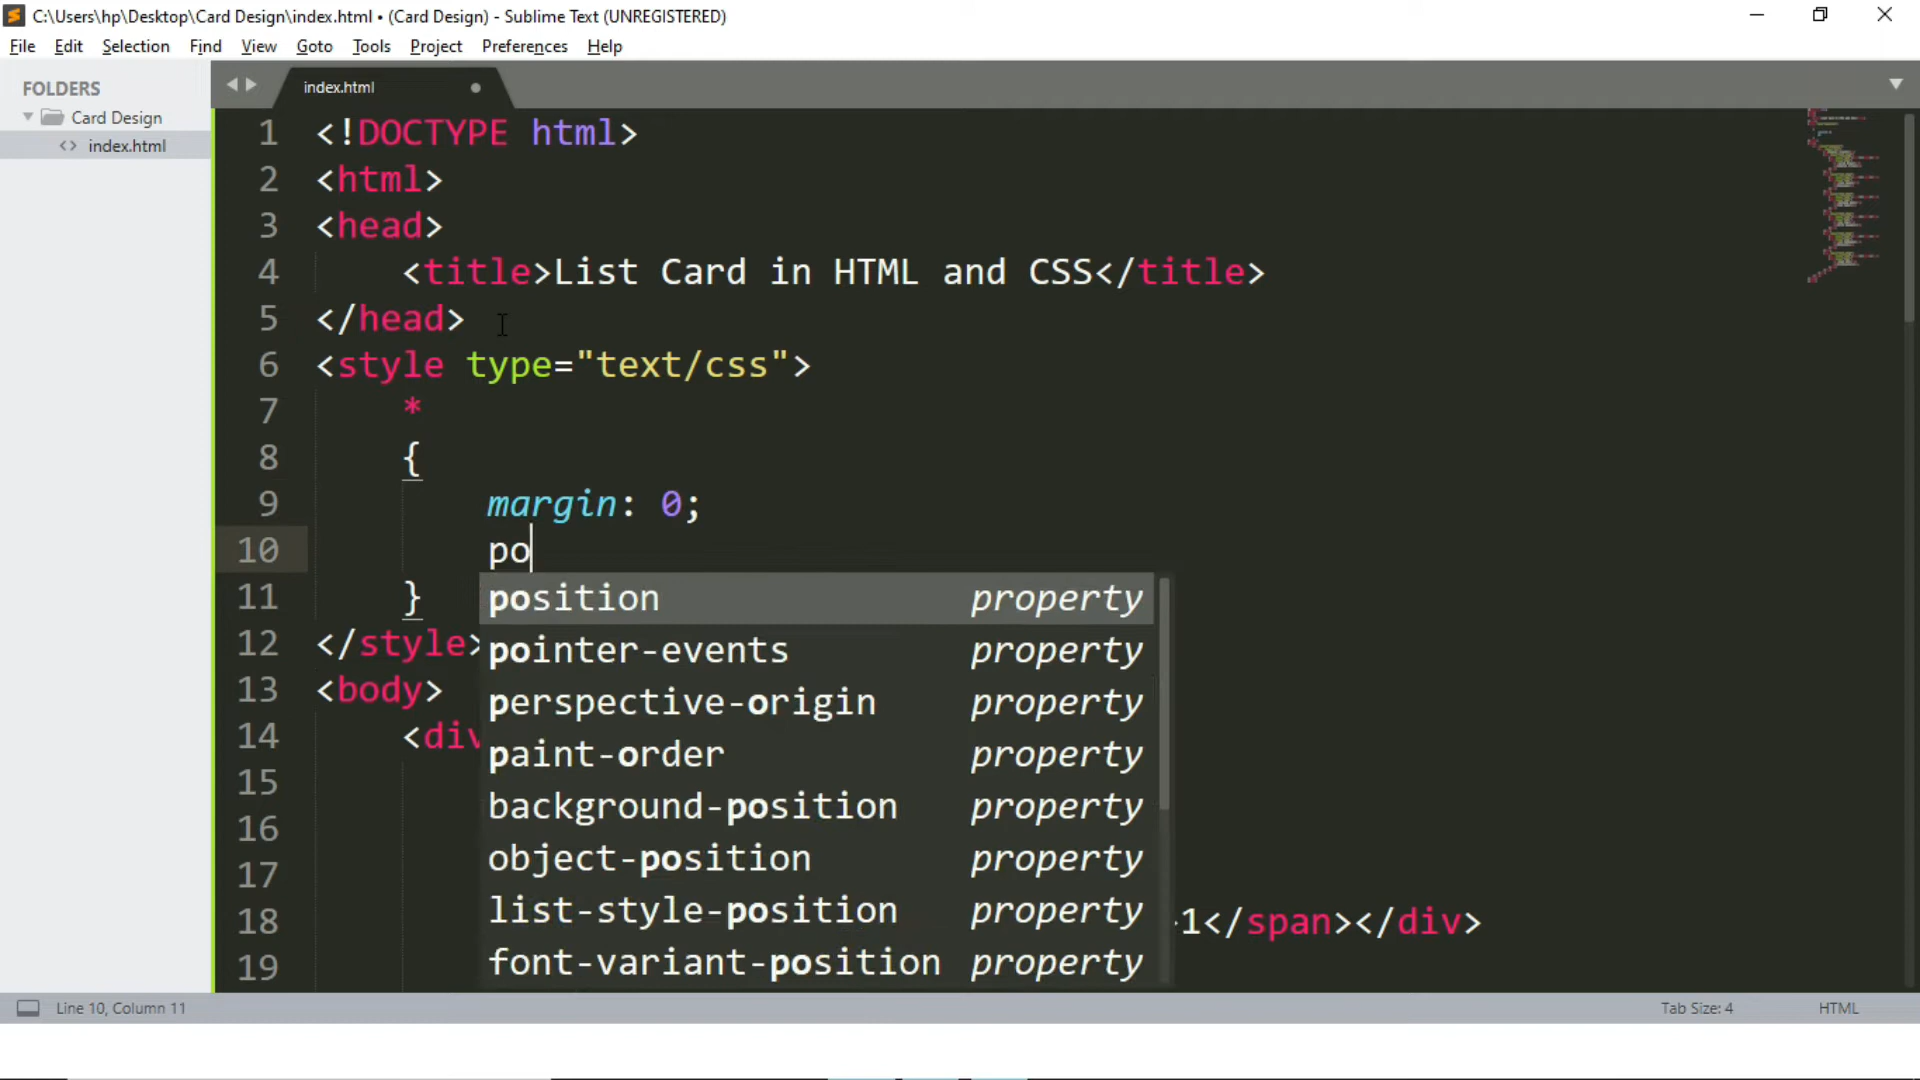 C:\Users\hp\Desktop\Card Design\index.html • (Card Design) - Sublime Text (UNREGISTERED)
File Edit Selection Find View Goto Tools Project Preferences Help
FOLDERS
Card Design
index.html
index.html
1 <!DOCTYPE html>
2 <html>
3 <head>
4 <title>List Card in HTML and CSS</title>
5 </head>
6 <style type="text/css">
7 *
8 {
9 margin: 0;
10 po
11 }
position property
12 </style>
pointer-events property
13 <body>
perspective-origin property
14 <div
paint-order property
15
background-position property
16
object-position property
17
list-style-position property
18 1</span></div>
font-variant-position property
19
Line 10, Column 11
Tab Size: 4
HTML